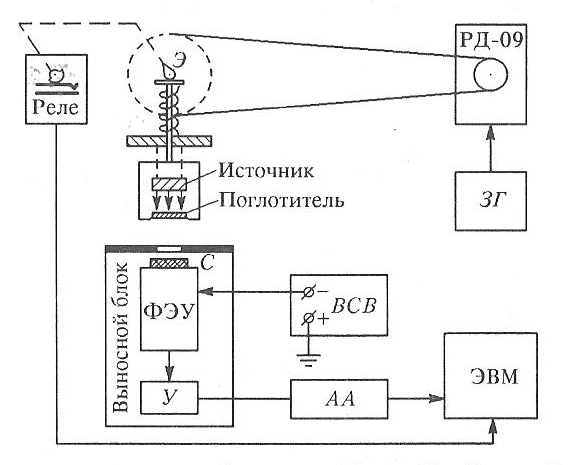 Э
РД-09
Реле
Источник
Поглотитель
ЗГ
Выносной блок
С
ФЭУ
−
+
ВСВ
У
АА
ЭВМ